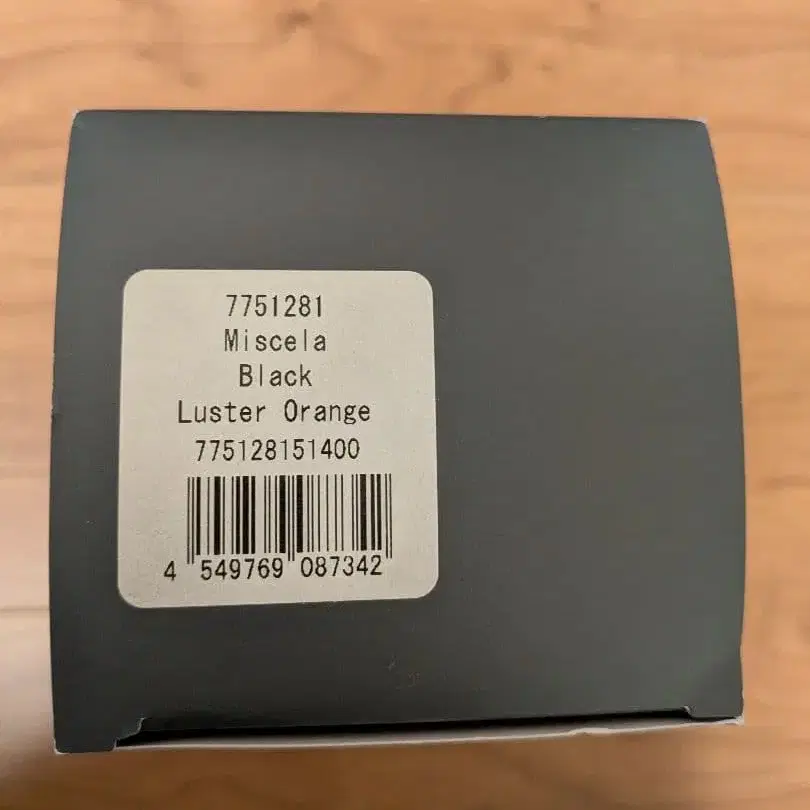 7751281
Miscela
Black
Luster Orange
775128151400
4 549769 087342